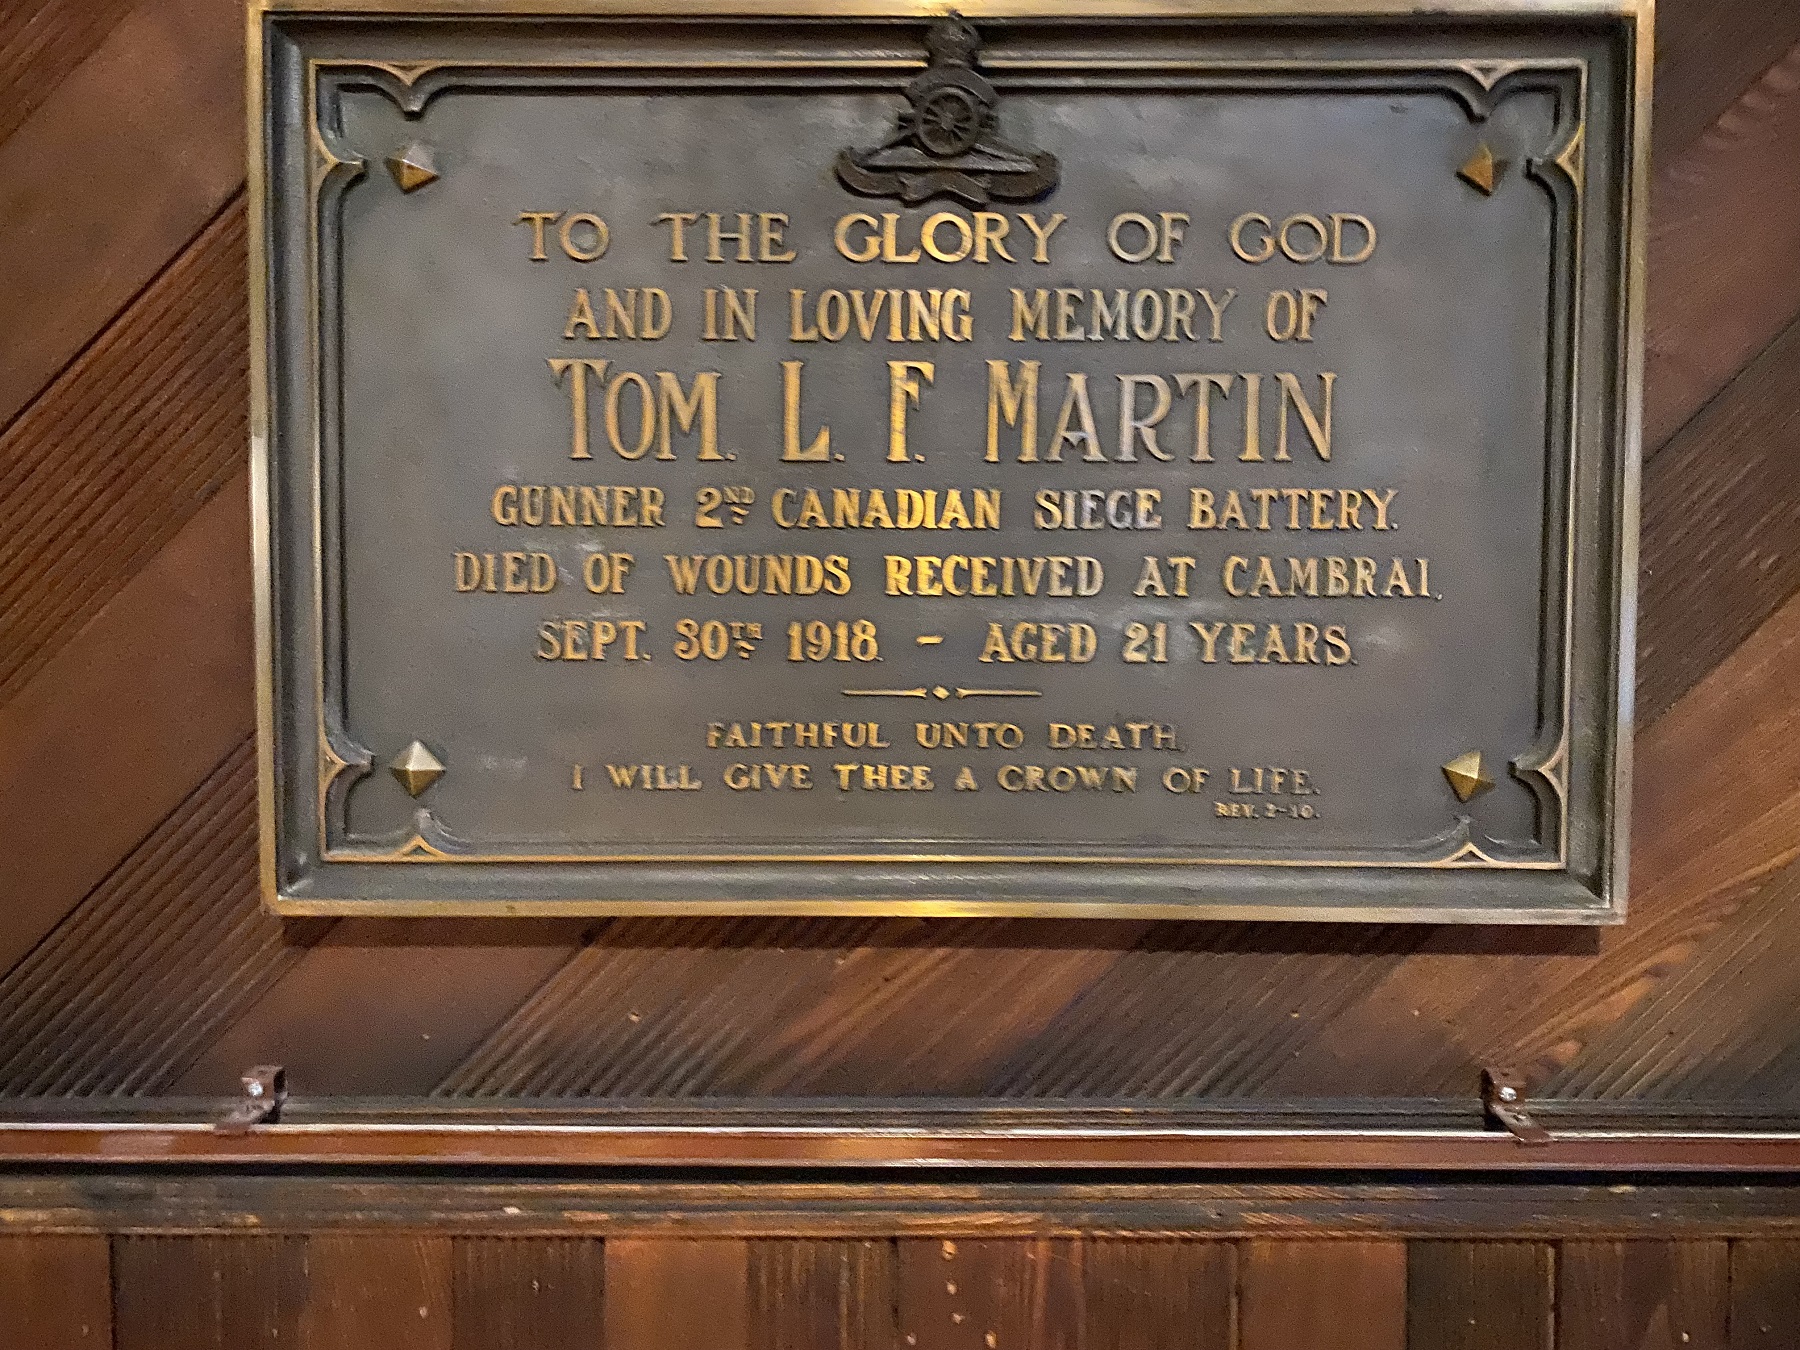 TO THE GLORY OF GOD
AND IN LOVING MEMORY OF
TOM. L. F. MARTIN
GUNNER 2ND CANADIAN SIEGE BATTERY.
DIED OF WOUNDS RECEIVED AT CAMBRAI,
SEPT. 30TH 1918. - AGED 21 YEARS.
FAITHFUL UNTO DEATH,
I WILL GIVE THEE A CROWN OF LIFE.
REV. 2-10.